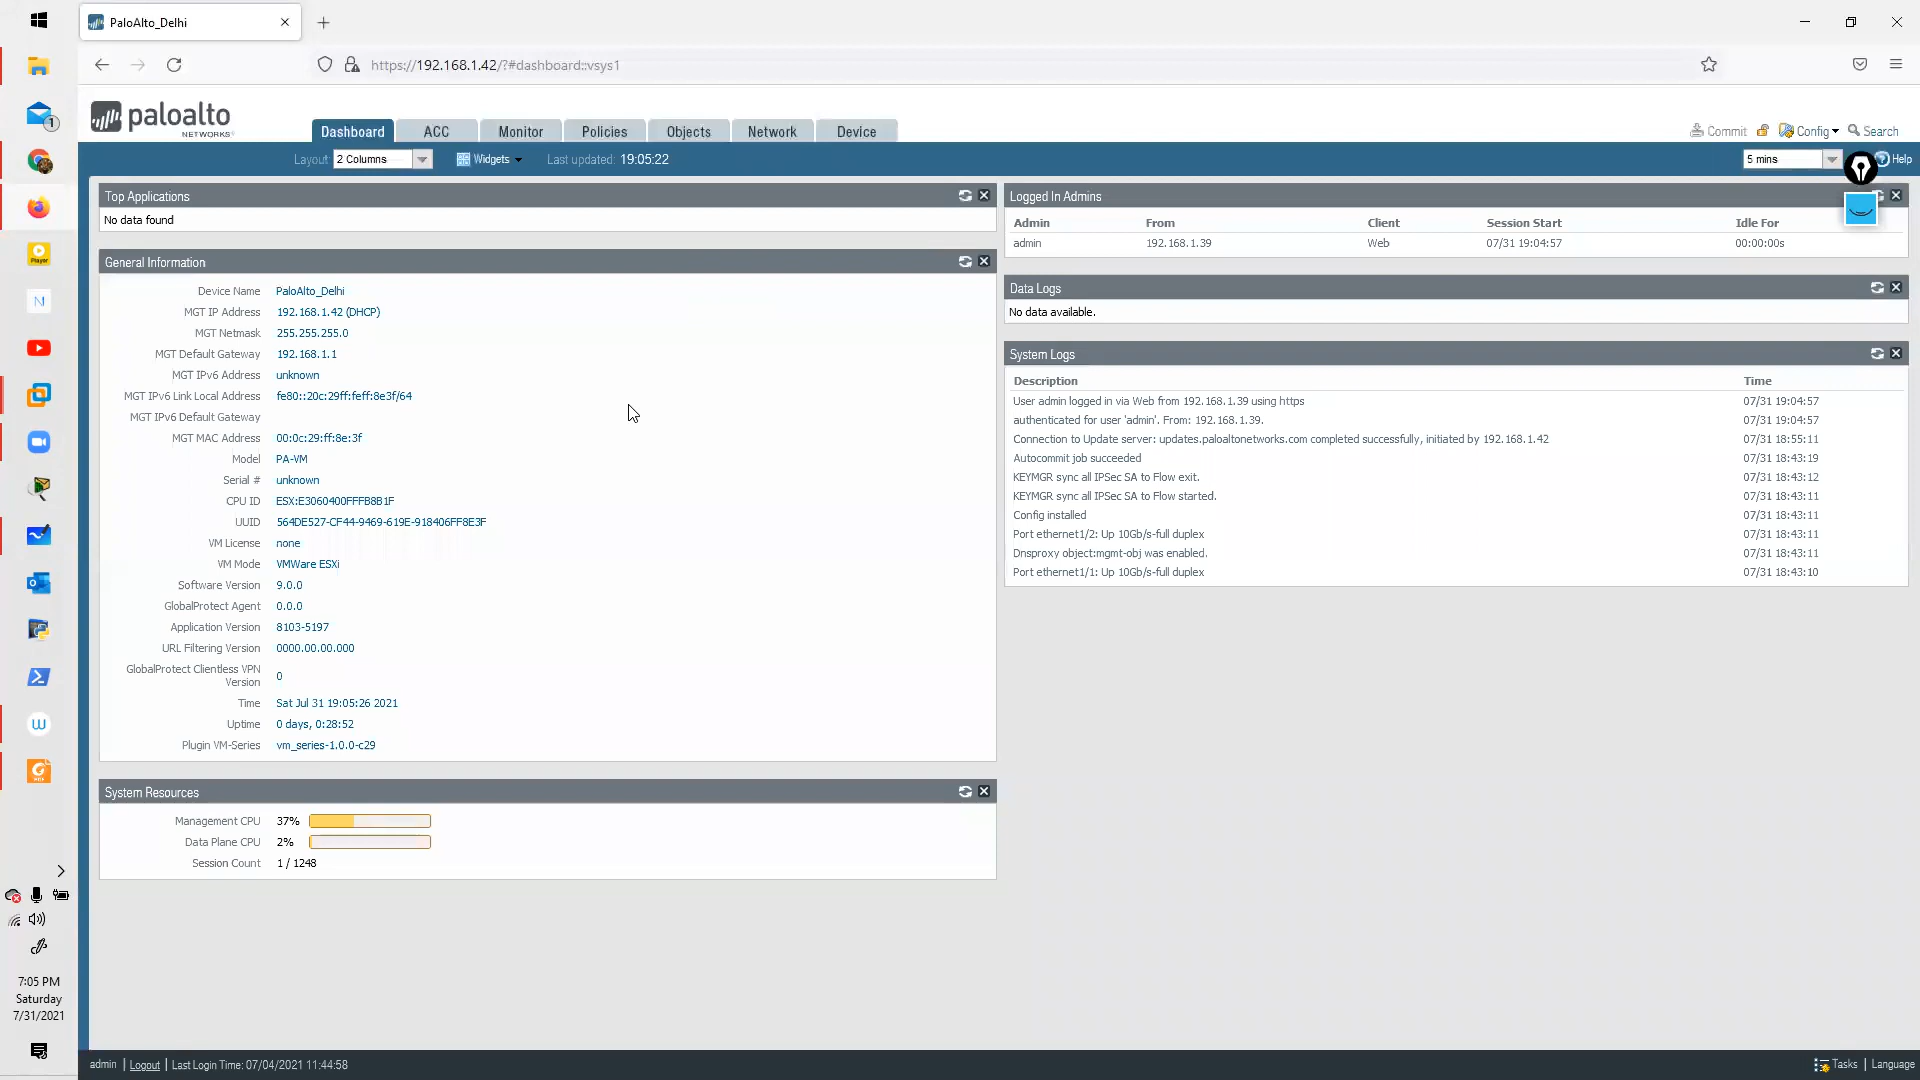 PaloAlto_Delhi
https://192.168.1.42/?#dashboard::vsys1
paloalto
NETWORKS
Dashboard ACC Monitor Policies Objects Network Device
Commit Config Search
Layout 2 Columns Widgets Last updated: 19:05:22
5 mins Help
Top Applications
No data found
General Information
Device Name PaloAlto_Delhi
MGT IP Address 192.168.1.42 (DHCP)
MGT Netmask 255.255.255.0
MGT Default Gateway 192.168.1.1
MGT IPv6 Address unknown
MGT IPv6 Link Local Address fe80::20c:29ff:feff:8e3f/64
MGT IPv6 Default Gateway
MGT MAC Address 00:0c:29:ff:8e:3f
Model PA-VM
Serial # unknown
CPU ID ESX:E3060400FFFB8B1F
UUID 564DE527-CF44-9469-619E-918406FF8E3F
VM License none
VM Mode VMWare ESXi
Software Version 9.0.0
GlobalProtect Agent 0.0.0
Application Version 8103-5197
URL Filtering Version 0000.00.00.000
GlobalProtect Clientless VPN
Version 0
Time Sat Jul 31 19:05:26 2021
Uptime 0 days, 0:28:52
Plugin VM-Series vm_series-1.0.0-c29
System Resources
Management CPU 37%
Data Plane CPU 2%
Session Count 1 / 1248
Logged In Admins
Admin From Client Session Start Idle For
admin 192.168.1.39 Web 07/31 19:04:57 00:00:00s
Data Logs
No data available.
System Logs
Description Time
User admin logged in via Web from 192.168.1.39 using https 07/31 19:04:57
authenticated for user 'admin'. From: 192.168.1.39. 07/31 19:04:57
Connection to Update server: updates.paloaltonetworks.com completed successfully, initiated by 192.168.1.42 07/31 18:55:11
Autocommit job succeeded 07/31 18:43:19
KEYMGR sync all IPSec SA to Flow exit. 07/31 18:43:12
KEYMGR sync all IPSec SA to Flow started. 07/31 18:43:11
Config installed 07/31 18:43:11
Port ethernet1/2: Up 10Gb/s-full duplex 07/31 18:43:11
Dnsproxy object:mgmt-obj was enabled. 07/31 18:43:11
Port ethernet1/1: Up 10Gb/s-full duplex 07/31 18:43:10
1
Player
N
7:05 PM
Saturday
7/31/2021
admin | Logout | Last Login Time: 07/04/2021 11:44:58
Tasks | Language